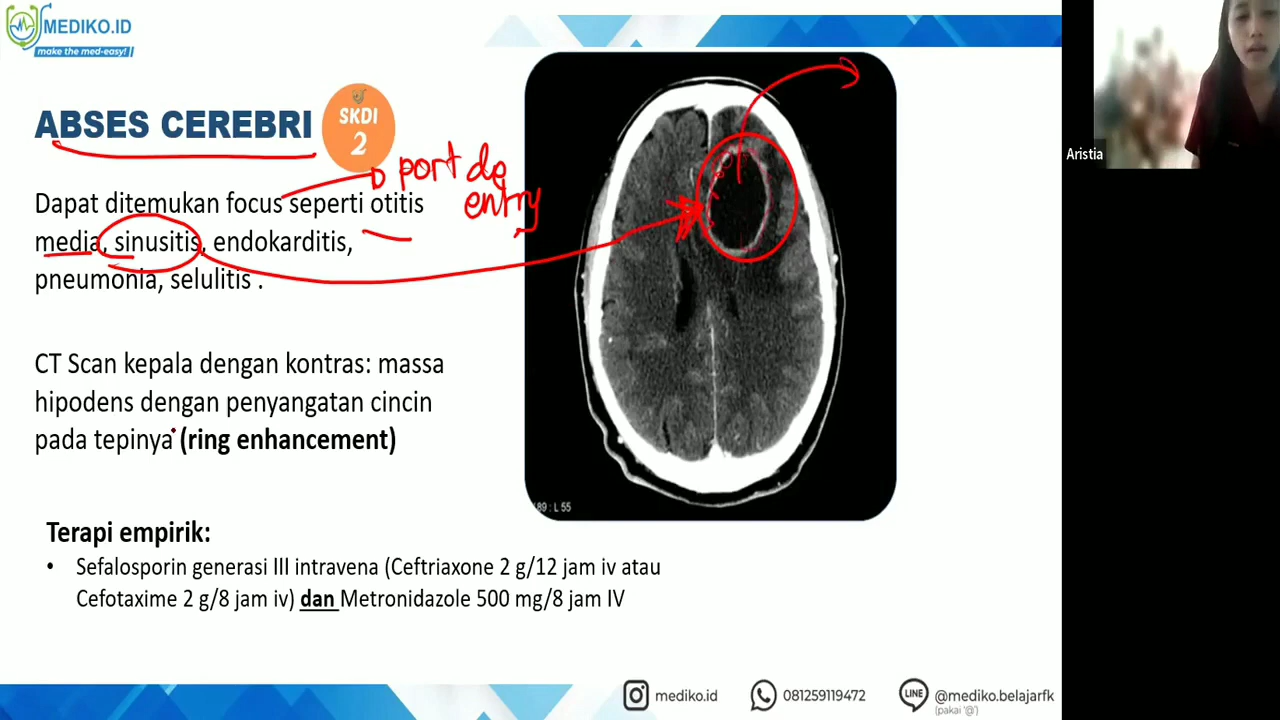 MEDIKO.ID
make the med-easy!
ABSES CEREBRI
SKDI
2
port de
entry
Dapat ditemukan focus seperti otitis
media, sinusitis, endokarditis,
pneumonia, selulitis .
CT Scan kepala dengan kontras: massa
hipodens dengan penyangatan cincin
pada tepinya (ring enhancement)
Terapi empirik:
• Sefalosporin generasi III intravena (Ceftriaxone 2 g/12 jam iv atau
Cefotaxime 2 g/8 jam iv) dan Metronidazole 500 mg/8 jam IV
89 : L 55
Aristia
mediko.id
081259119472
LINE
@mediko.belajarfk
(pakai '@')